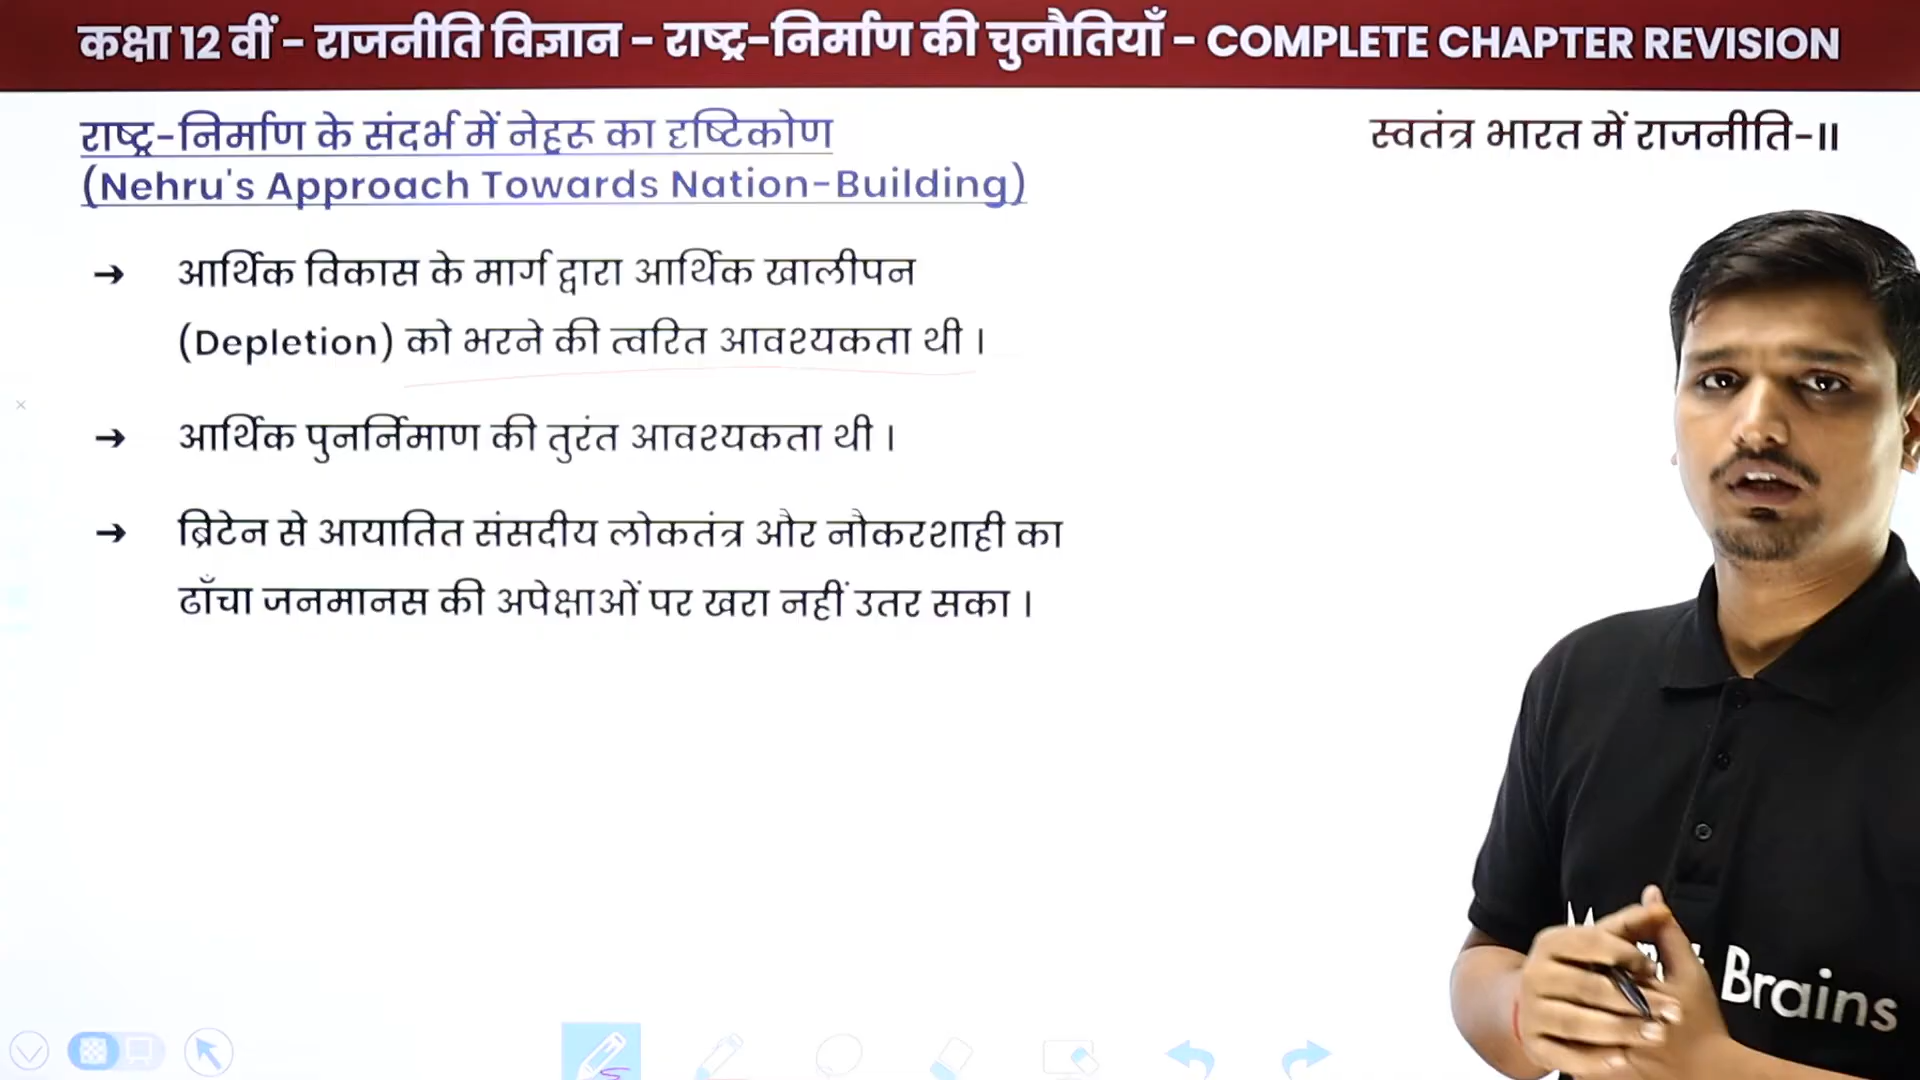 कक्षा 12 वीं - राजनीति विज्ञान - राष्ट्र-निर्माण की चुनौतियाँ - COMPLETE CHAPTER REVISION
राष्ट्र-निर्माण के संदर्भ में नेहरू का दृष्टिकोण
(Nehru's Approach Towards Nation-Building)
स्वतंत्र भारत में राजनीति-II
→ आर्थिक विकास के मार्ग द्वारा आर्थिक खालीपन
(Depletion) को भरने की त्वरित आवश्यकता थी ।
→ आर्थिक पुनर्निमाण की तुरंत आवश्यकता थी ।
→ ब्रिटेन से आयातित संसदीय लोकतंत्र और नौकरशाही का
ढाँचा जनमानस की अपेक्षाओं पर खरा नहीं उतर सका ।
Brains